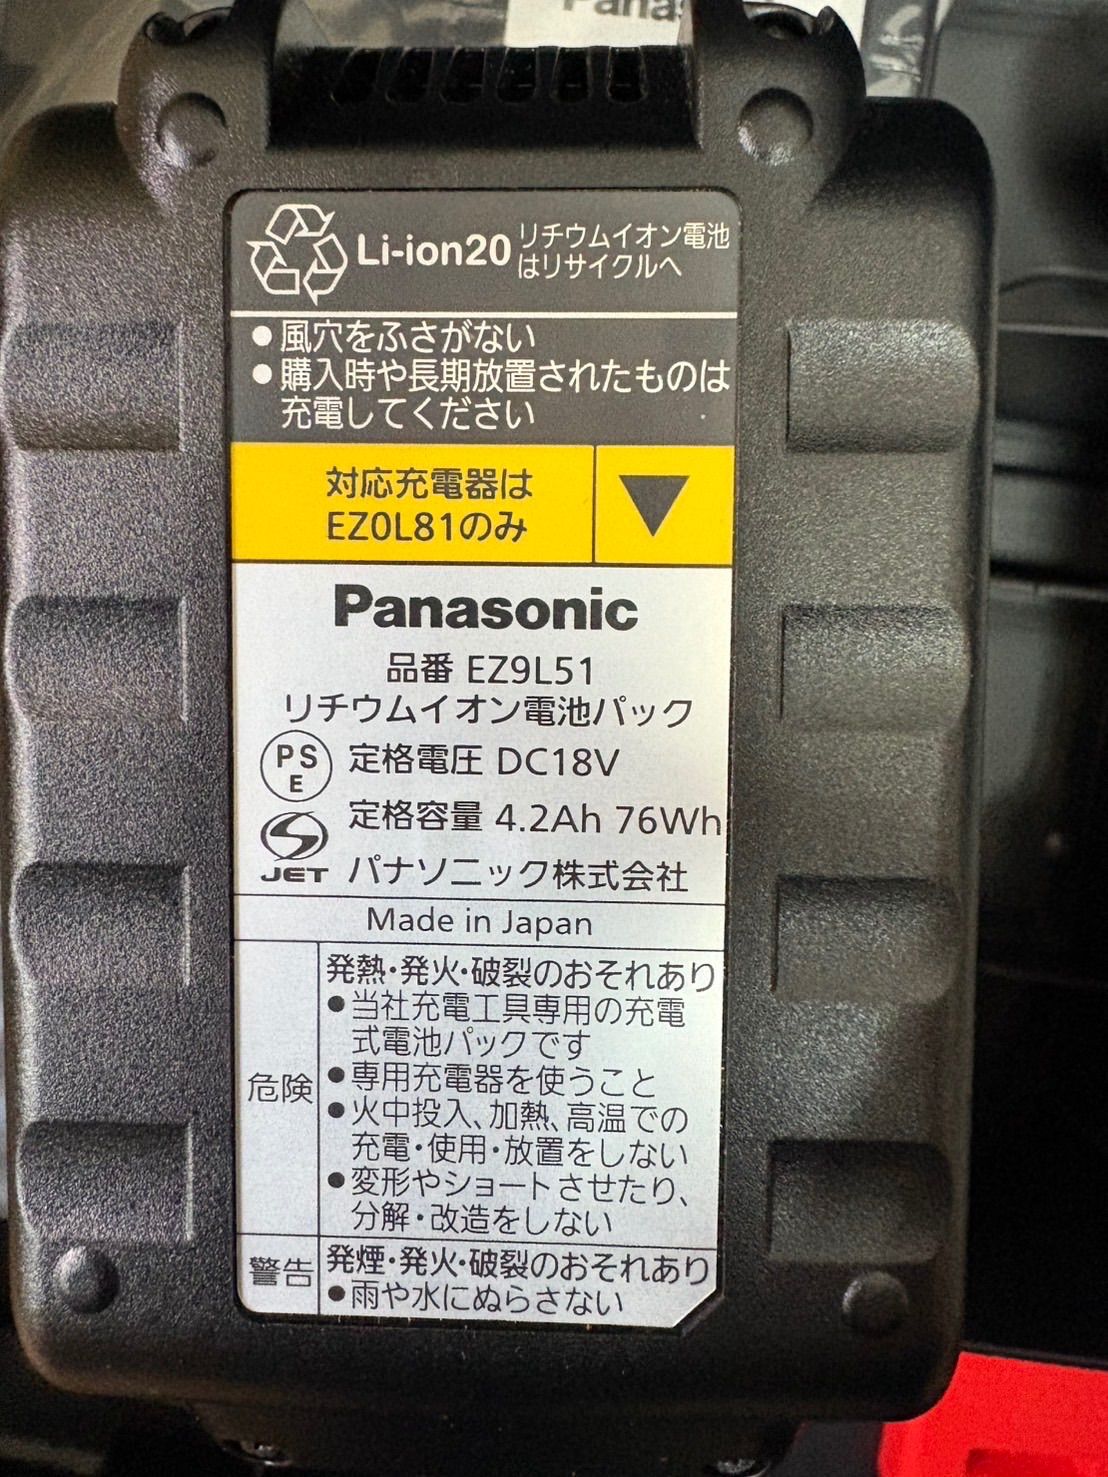 Panas
Li-ion20
リチウムイオン電池
はリサイクルへ
●風穴をふさがない
●購入時や長期放置されたものは
充電してください
対応充電器は
EZ0L81のみ
▼
Panasonic
品番 EZ9L51
リチウムイオン電池パック
PS
E
定格電圧 DC18V
定格容量 4.2Ah 76Wh
JET
パナソニック株式会社
Made in Japan
危険
発熱・発火・破裂のおそれあり
●当社充電工具専用の充電
式電池パックです
●専用充電器を使うこと
●火中投入、加熱、高温での
充電・使用・放置をしない
●変形やショートさせたり、
分解・改造をしない
警告
発煙・発火・破裂のおそれあり
●雨や水にぬらさない